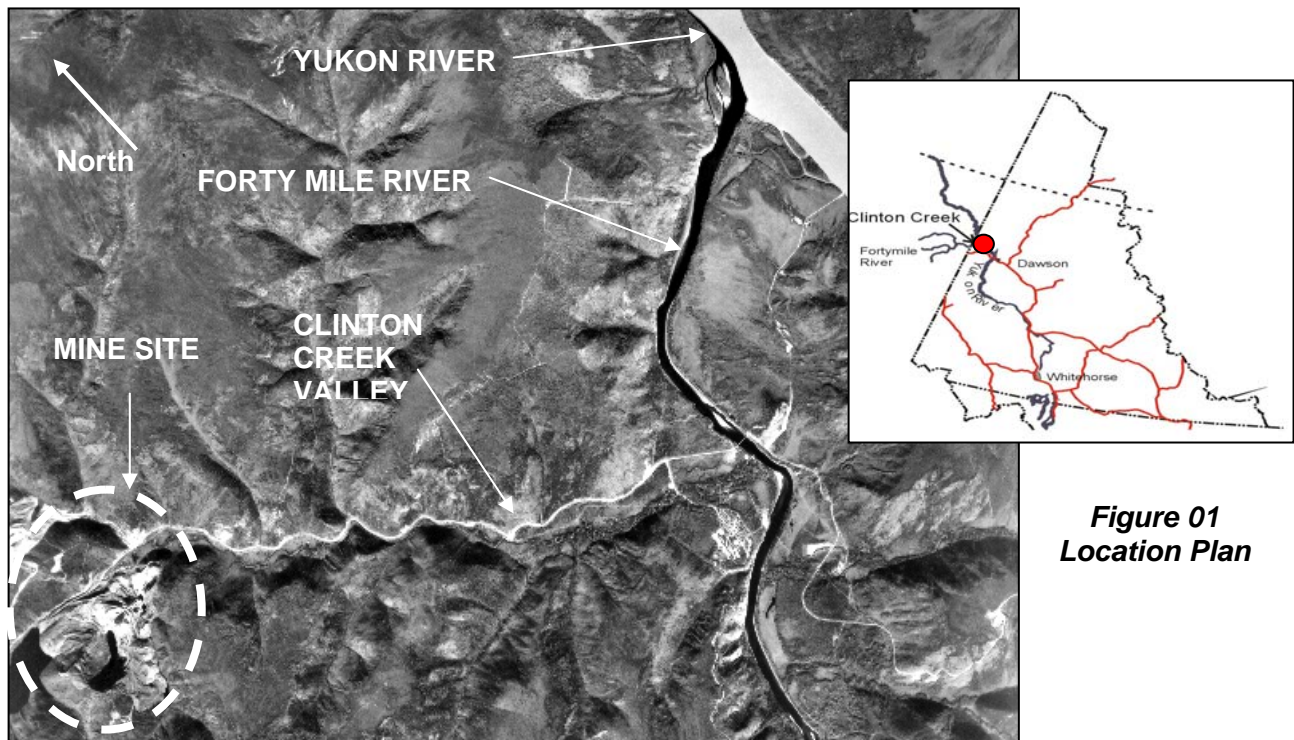 YUKON RIVER
North
FORTY MILE RIVER
MINE SITE
CLINTON
CREEK
VALLEY
Clinton Creek
Fortymile
River
Dawson
Yukon River
Whitehorse
Figure 01
Location Plan